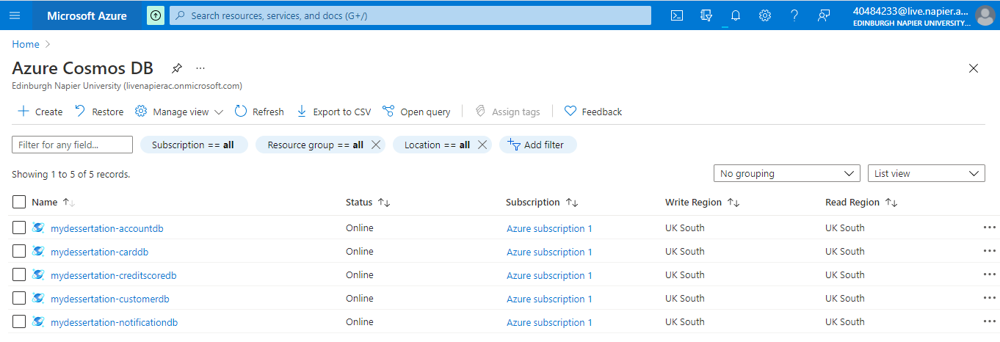 Microsoft Azure
Search resources, services, and docs (G+/)
40484233@live.napier.a...
EDINBURGH NAPIER UNIVERSITY...
Home
Azure Cosmos DB
Edinburgh Napier University (livenapierac.onmicrosoft.com)
Create Restore Manage view Refresh Export to CSV Open query Assign tags Feedback
Filter for any field... Subscription == all Resource group == all Location == all Add filter
Showing 1 to 5 of 5 records. No grouping List view
Name Status Subscription Write Region Read Region
mydessertation-accountdb Online Azure subscription 1 UK South UK South
mydessertation-carddb Online Azure subscription 1 UK South UK South
mydessertation-creditscoredb Online Azure subscription 1 UK South UK South
mydessertation-customerdb Online Azure subscription 1 UK South UK South
mydessertation-notificationdb Online Azure subscription 1 UK South UK South